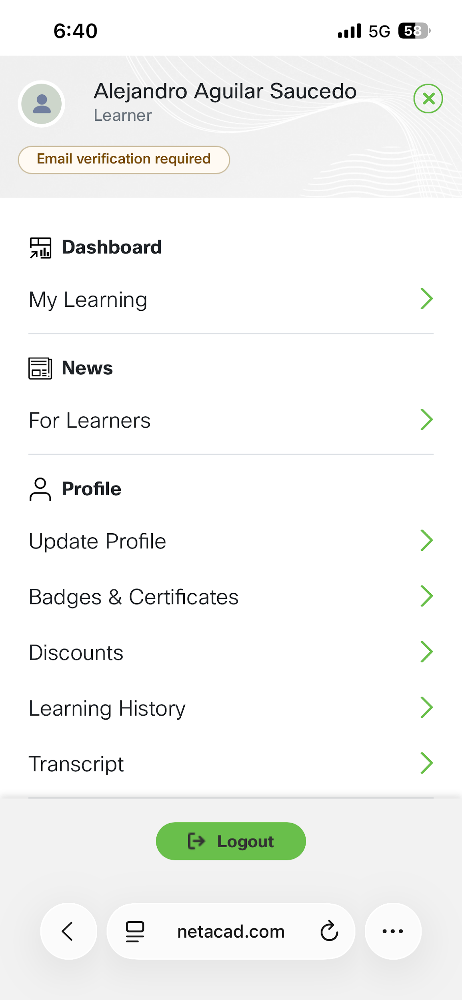 6:40
5G
58
Alejandro Aguilar Saucedo
Learner
Email verification required
Dashboard
My Learning
News
For Learners
Profile
Update Profile
Badges & Certificates
Discounts
Learning History
Transcript
Logout
netacad.com